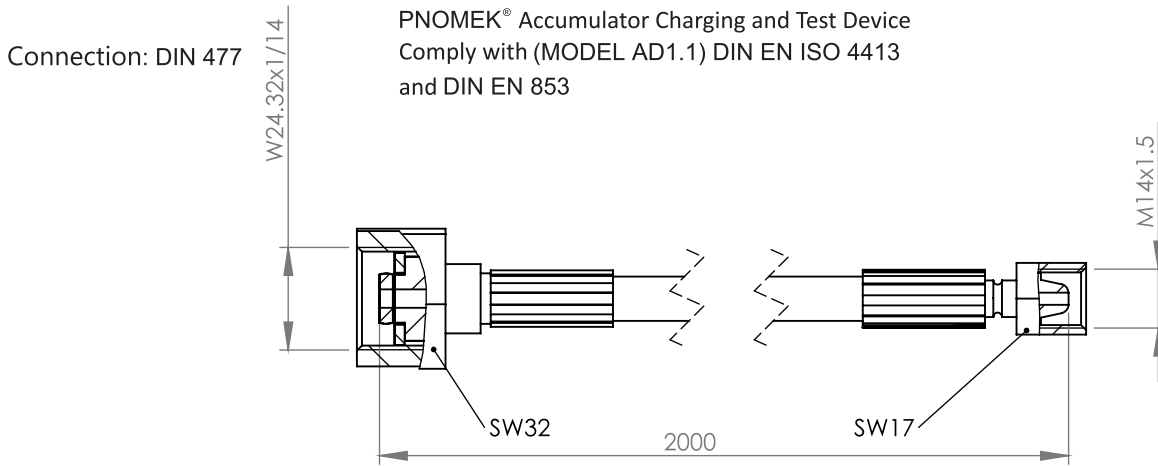 PNOMEK® Accumulator Charging and Test Device
Connection: DIN 477
Comply with (MODEL AD1.1) DIN EN ISO 4413
and DIN EN 853
W24.32x1/14
M14x1.5
SW32
SW17
2000